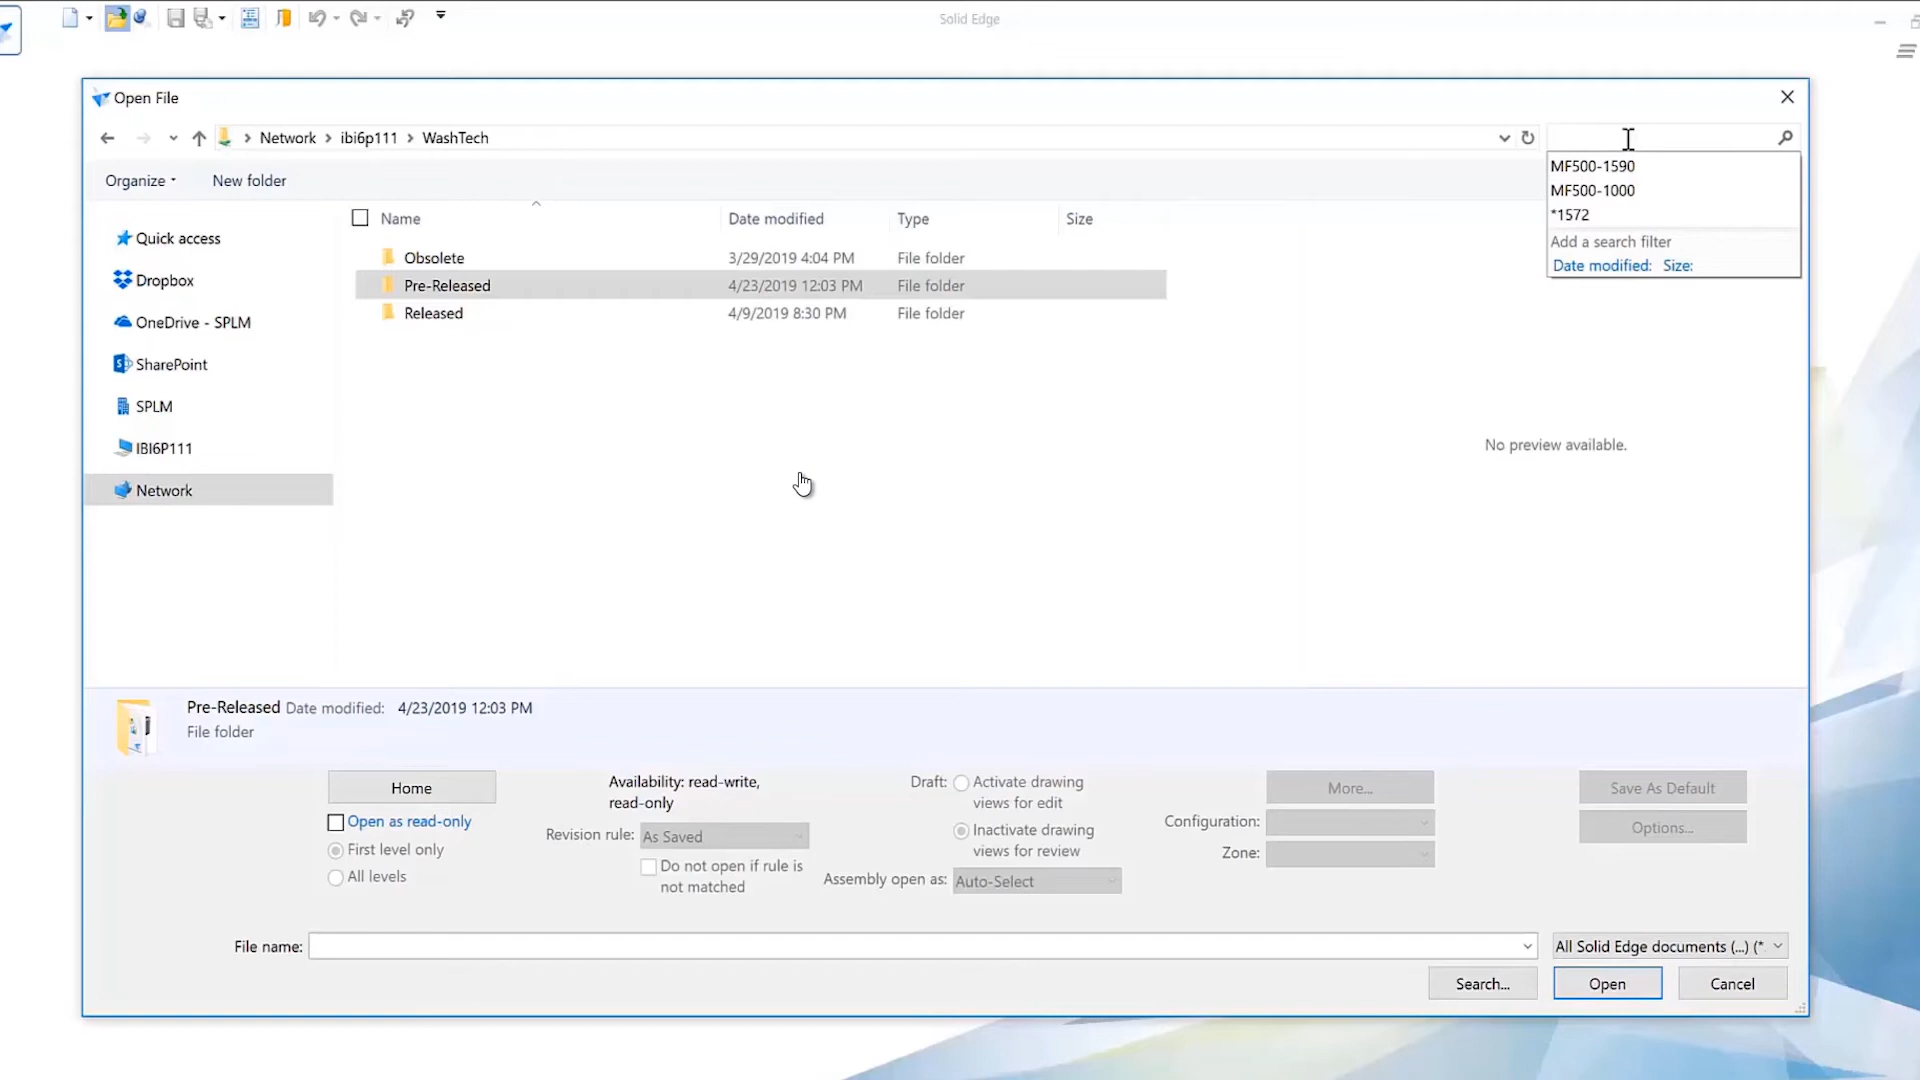 Solid Edge
Open File
Network > ibi6p111 > WashTech
Organize
New folder
MF500-1590
MF500-1000
*1572
Add a search filter
Date modified: Size:
Name
Date modified
Type
Size
Obsolete
3/29/2019 4:04 PM
File folder
Pre-Released
4/23/2019 12:03 PM
File folder
Released
4/9/2019 8:30 PM
File folder
Quick access
Dropbox
OneDrive - SPLM
SharePoint
SPLM
IBI6P111
Network
No preview available.
Pre-Released Date modified: 4/23/2019 12:03 PM
File folder
Home
Open as read-only
First level only
All levels
Availability: read-write,
read-only
Revision rule: As Saved
Do not open if rule is
not matched
Draft:
Activate drawing
views for edit
Inactivate drawing
views for review
Assembly open as: Auto-Select
More...
Configuration:
Zone:
Save As Default
Options...
File name:
All Solid Edge documents (...) (*.
Search...
Open
Cancel